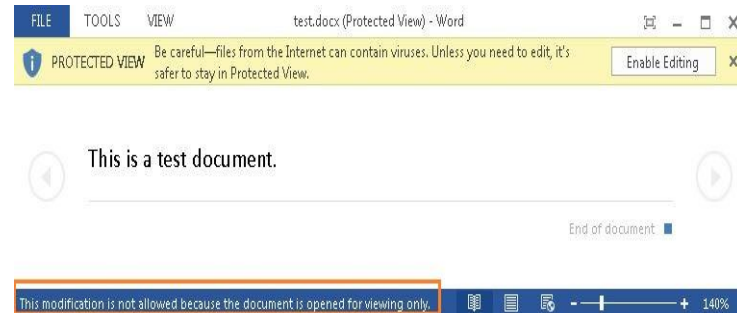 FILE TOOLS VIEW test.docx (Protected View) - Word
PROTECTED VIEW Be careful—files from the Internet can contain viruses. Unless you need to edit, it's
safer to stay in Protected View.
Enable Editing
This is a test document.
End of document
This modification is not allowed because the document is opened for viewing only.
140%